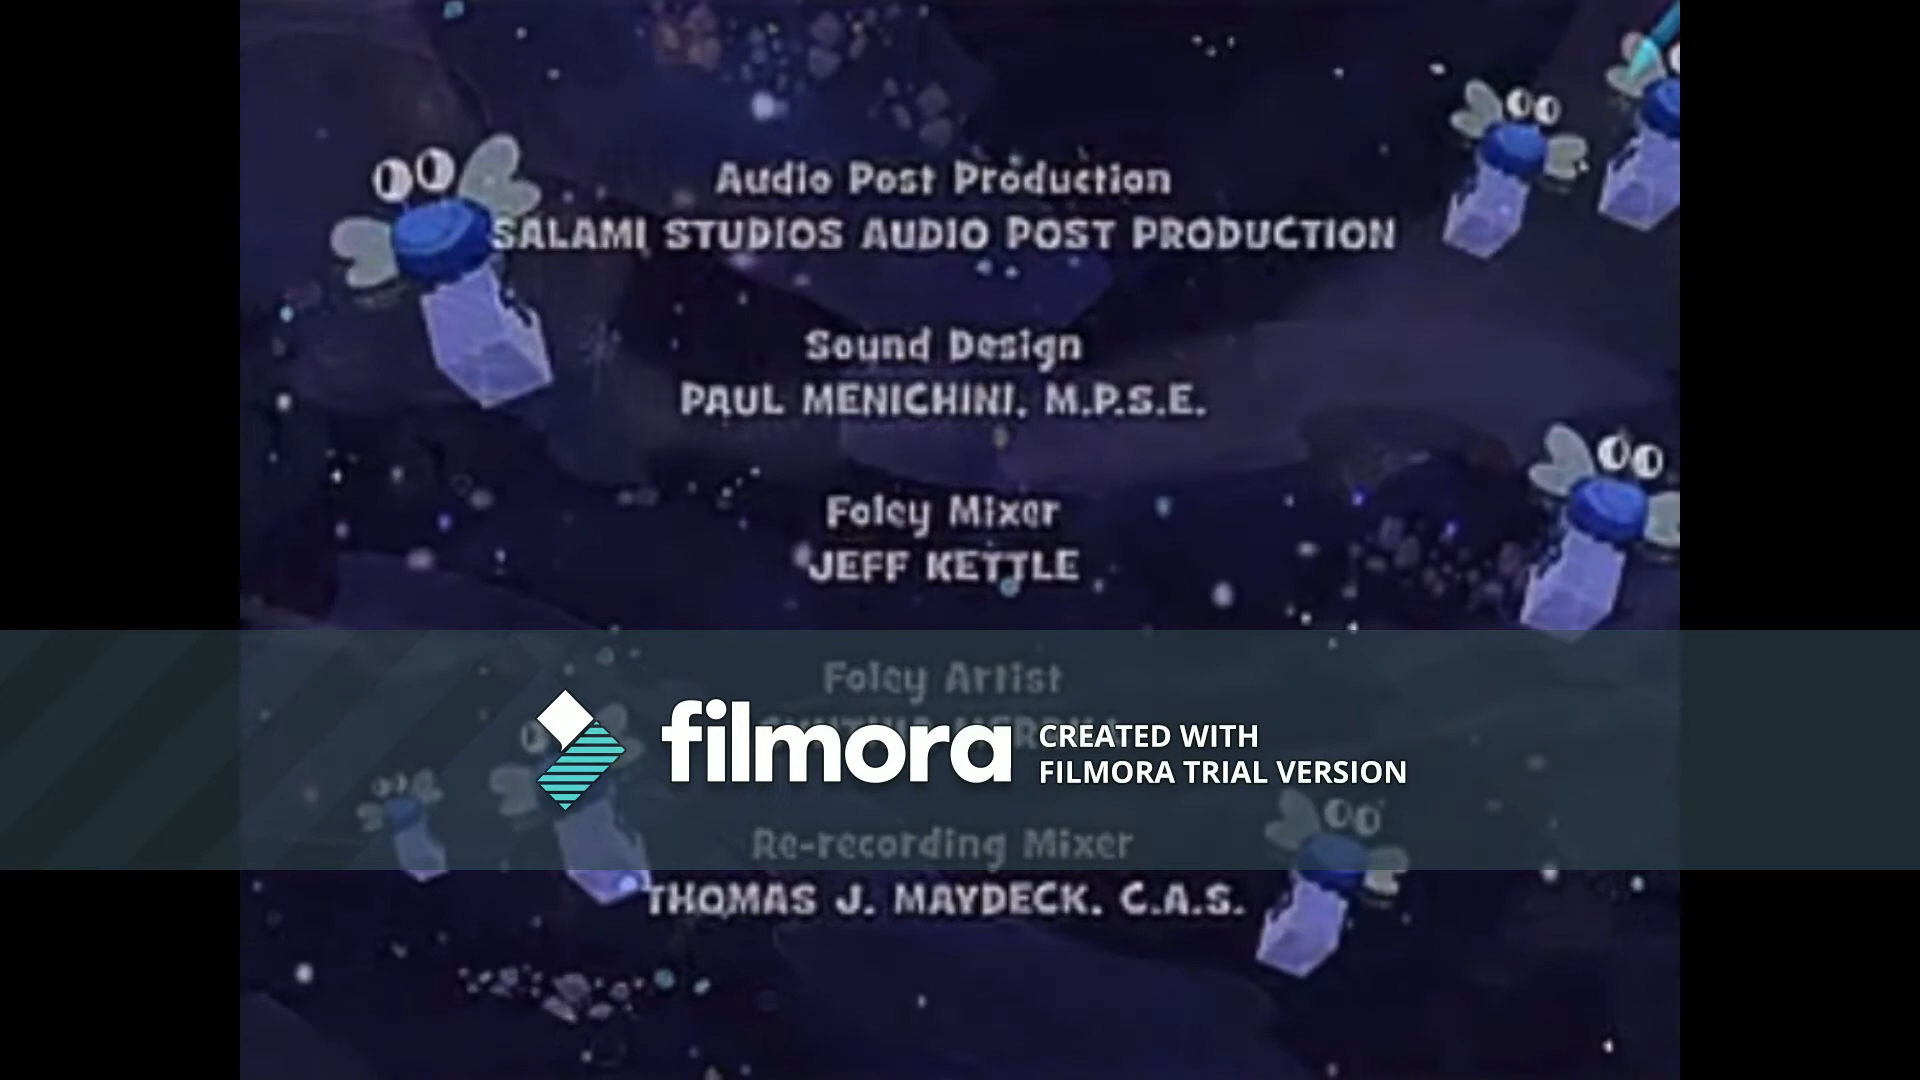 Audio Post Production
SALAMI STUDIOS AUDIO POST PRODUCTION
Sound Design
PAUL MENICHINI, M.P.S.E.
Foley Mixer
JEFF KETTLE
Foley Artist
filmora
CREATED WITH
FILMORA TRIAL VERSION
Re-recording Mixer
THOMAS J. MAYDECK, C.A.S.